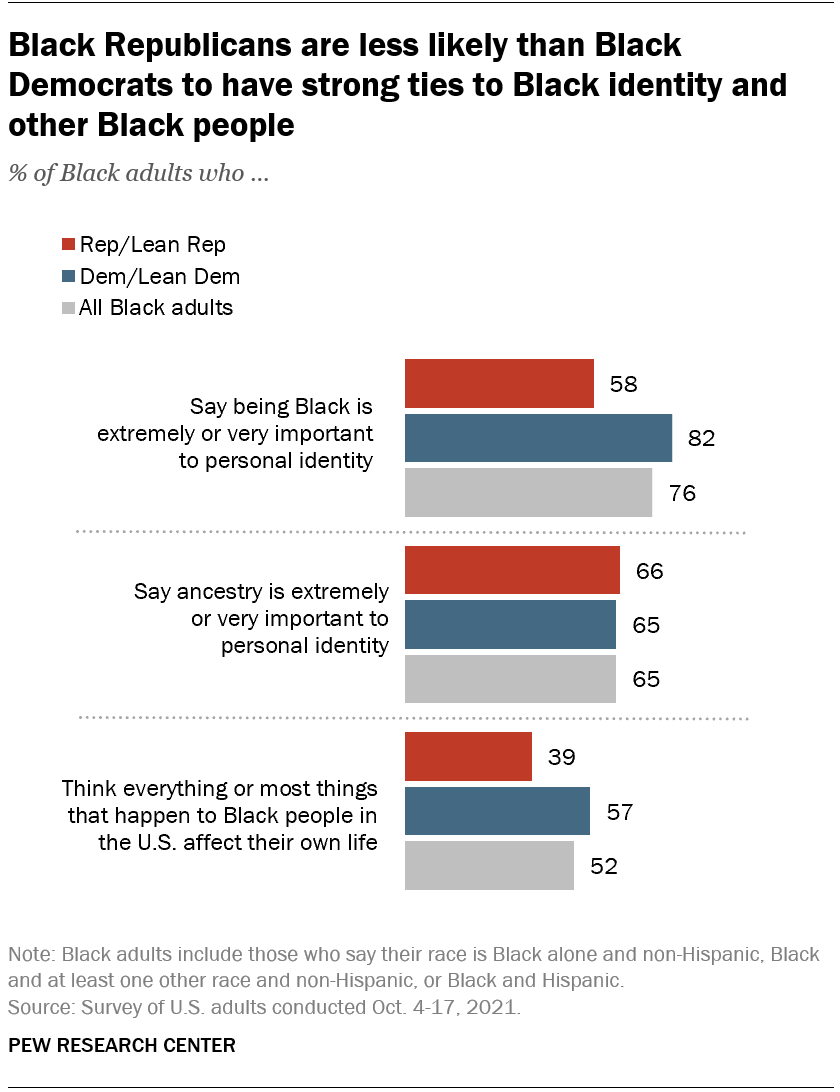 Black Republicans are less likely than Black
Democrats to have strong ties to Black identity and
other Black people
% of Black adults who ...
Rep/Lean Rep
Dem/Lean Dem
All Black adults
Say being Black is
extremely or very important
to personal identity
58
82
76
Say ancestry is extremely
or very important to
personal identity
66
65
65
Think everything or most things
that happen to Black people in
the U.S. affect their own life
39
57
52
Note: Black adults include those who say their race is Black alone and non-Hispanic, Black
and at least one other race and non-Hispanic, or Black and Hispanic.
Source: Survey of U.S. adults conducted Oct. 4-17, 2021.
PEW RESEARCH CENTER